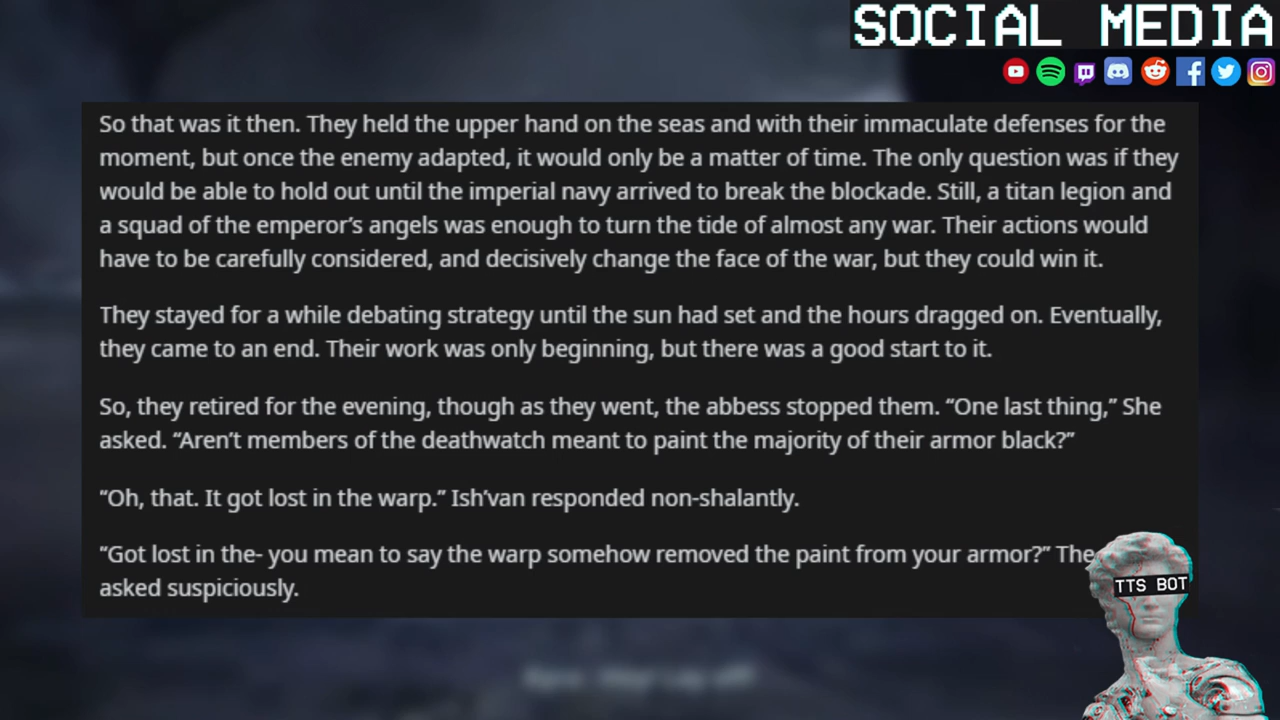 SOCIAL MEDIA
So that was it then. They held the upper hand on the seas and with their immaculate defenses for the
moment, but once the enemy adapted, it would only be a matter of time. The only question was if they
would be able to hold out until the imperial navy arrived to break the blockade. Still, a titan legion and
a squad of the emperor’s angels was enough to turn the tide of almost any war. Their actions would
have to be carefully considered, and decisively change the face of the war, but they could win it.
They stayed for a while debating strategy until the sun had set and the hours dragged on. Eventually,
they came to an end. Their work was only beginning, but there was a good start to it.
So, they retired for the evening, though as they went, the abbess stopped them. “One last thing,” She
asked. “Aren’t members of the deathwatch meant to paint the majority of their armor black?”
“Oh, that. It got lost in the warp.” Ish’van responded non-shalantly.
“Got lost in the- you mean to say the warp somehow removed the paint from your armor?” The
asked suspiciously.
TTS BOT